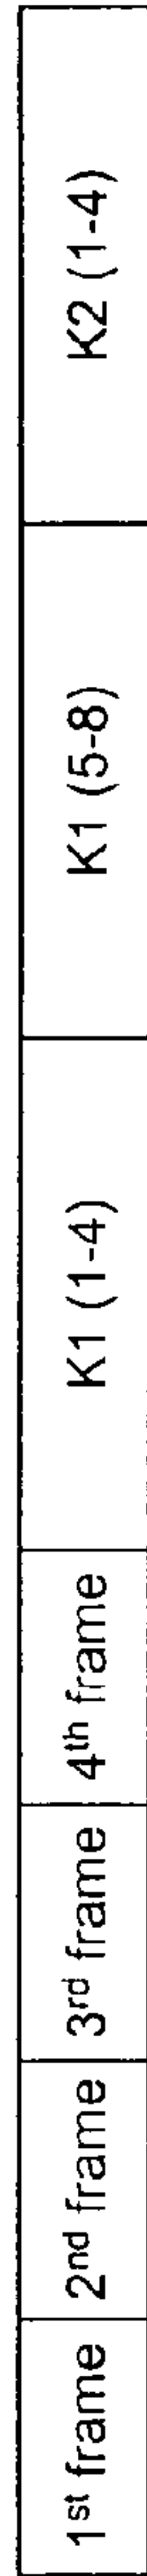 1st frame
2nd frame
3rd frame
4th frame
K1 (1-4)
K1 (5-8)
K2 (1-4)